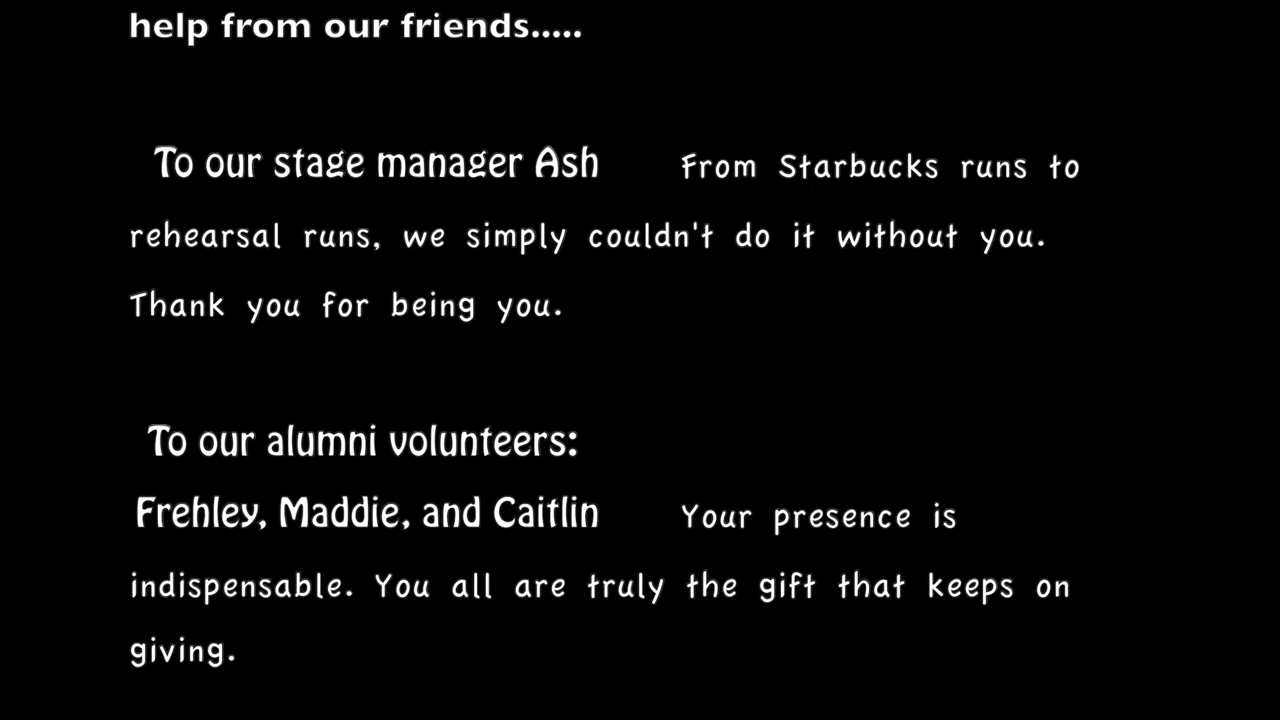 help from our friends.....
To our stage manager Ash From Starbucks runs to
rehearsal runs, we simply couldn't do it without you.
Thank you for being you.
To our alumni volunteers:
Frehley, Maddie, and Caitlin Your presence is
indispensable. You all are truly the gift that keeps on
giving.